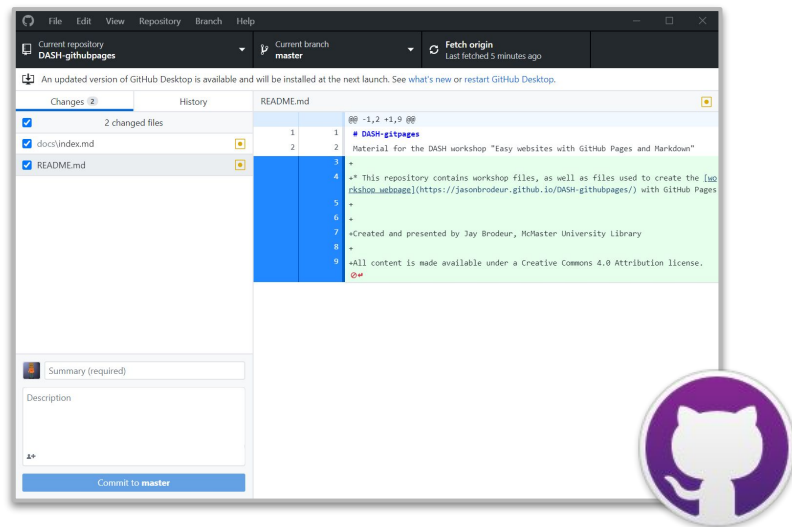 File Edit View Repository Branch Help
Current repository
DASH-githubpages
Current branch
master
Fetch origin
Last fetched 5 minutes ago
An updated version of GitHub Desktop is available and will be installed at the next launch. See what's new or restart GitHub Desktop.
Changes 2 History
2 changed files
docs\index.md
README.md
README.md
@@ -1,2 +1,9 @@
1 1 # DASH-gitpages
2 2 Material for the DASH workshop "Easy websites with GitHub Pages and Markdown"
3 +
4 +* This repository contains workshop files, as well as files used to create the [wo
rkshop webpage](https://jasonbrodeur.github.io/DASH-githubpages/) with GitHub Pages
5 +
6 +
7 +Created and presented by Jay Brodeur, McMaster University Library
8 +
9 +All content is made available under a Creative Commons 4.0 Attribution license.
Summary (required)
Description
Commit to master